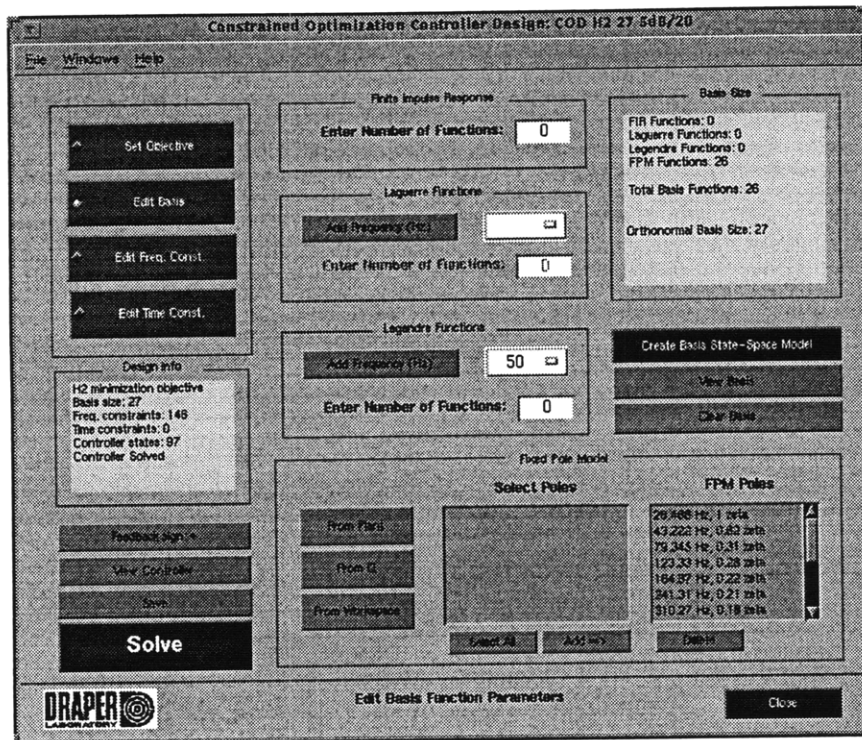 Constrained Optimization Controller Design: COD H2 27 5dB/20
File Windows Help
Set Objective
Edit Basis
Edit Freq. Const.
Edit Time Const.
Design Info
H2 minimization objective
Basis size: 27
Freq. constraints: 146
Time constraints: 0
Controller states: 97
Controller Solved
Feedback sign: +
View Controller
Save
Solve
Finite Impulse Response
Enter Number of Functions: 0
Laguerre Functions
Add Frequency (Hz)
Enter Number of Functions: 0
Legendre Functions
Add Frequency (Hz) 50
Enter Number of Functions: 0
Basis Size
FIR Functions: 0
Laguerre Functions: 0
Legendre Functions: 0
FPM Functions: 26
Total Basis Functions: 26
Orthonormal Basis Size: 27
Create Basis State-Space Model
View Basis
Clear Basis
Fixed Pole Model
From Plant
From Q
From Workspace
Select Poles
Select All
Add ==>
FPM Poles
26.466 Hz, 1 zeta
43.222 Hz, 0.62 zeta
79.343 Hz, 0.31 zeta
123.33 Hz, 0.28 zeta
164.37 Hz, 0.22 zeta
241.31 Hz, 0.21 zeta
310.27 Hz, 0.18 zeta
Delete
DRAPER
LABORATORY
Edit Basis Function Parameters
Close